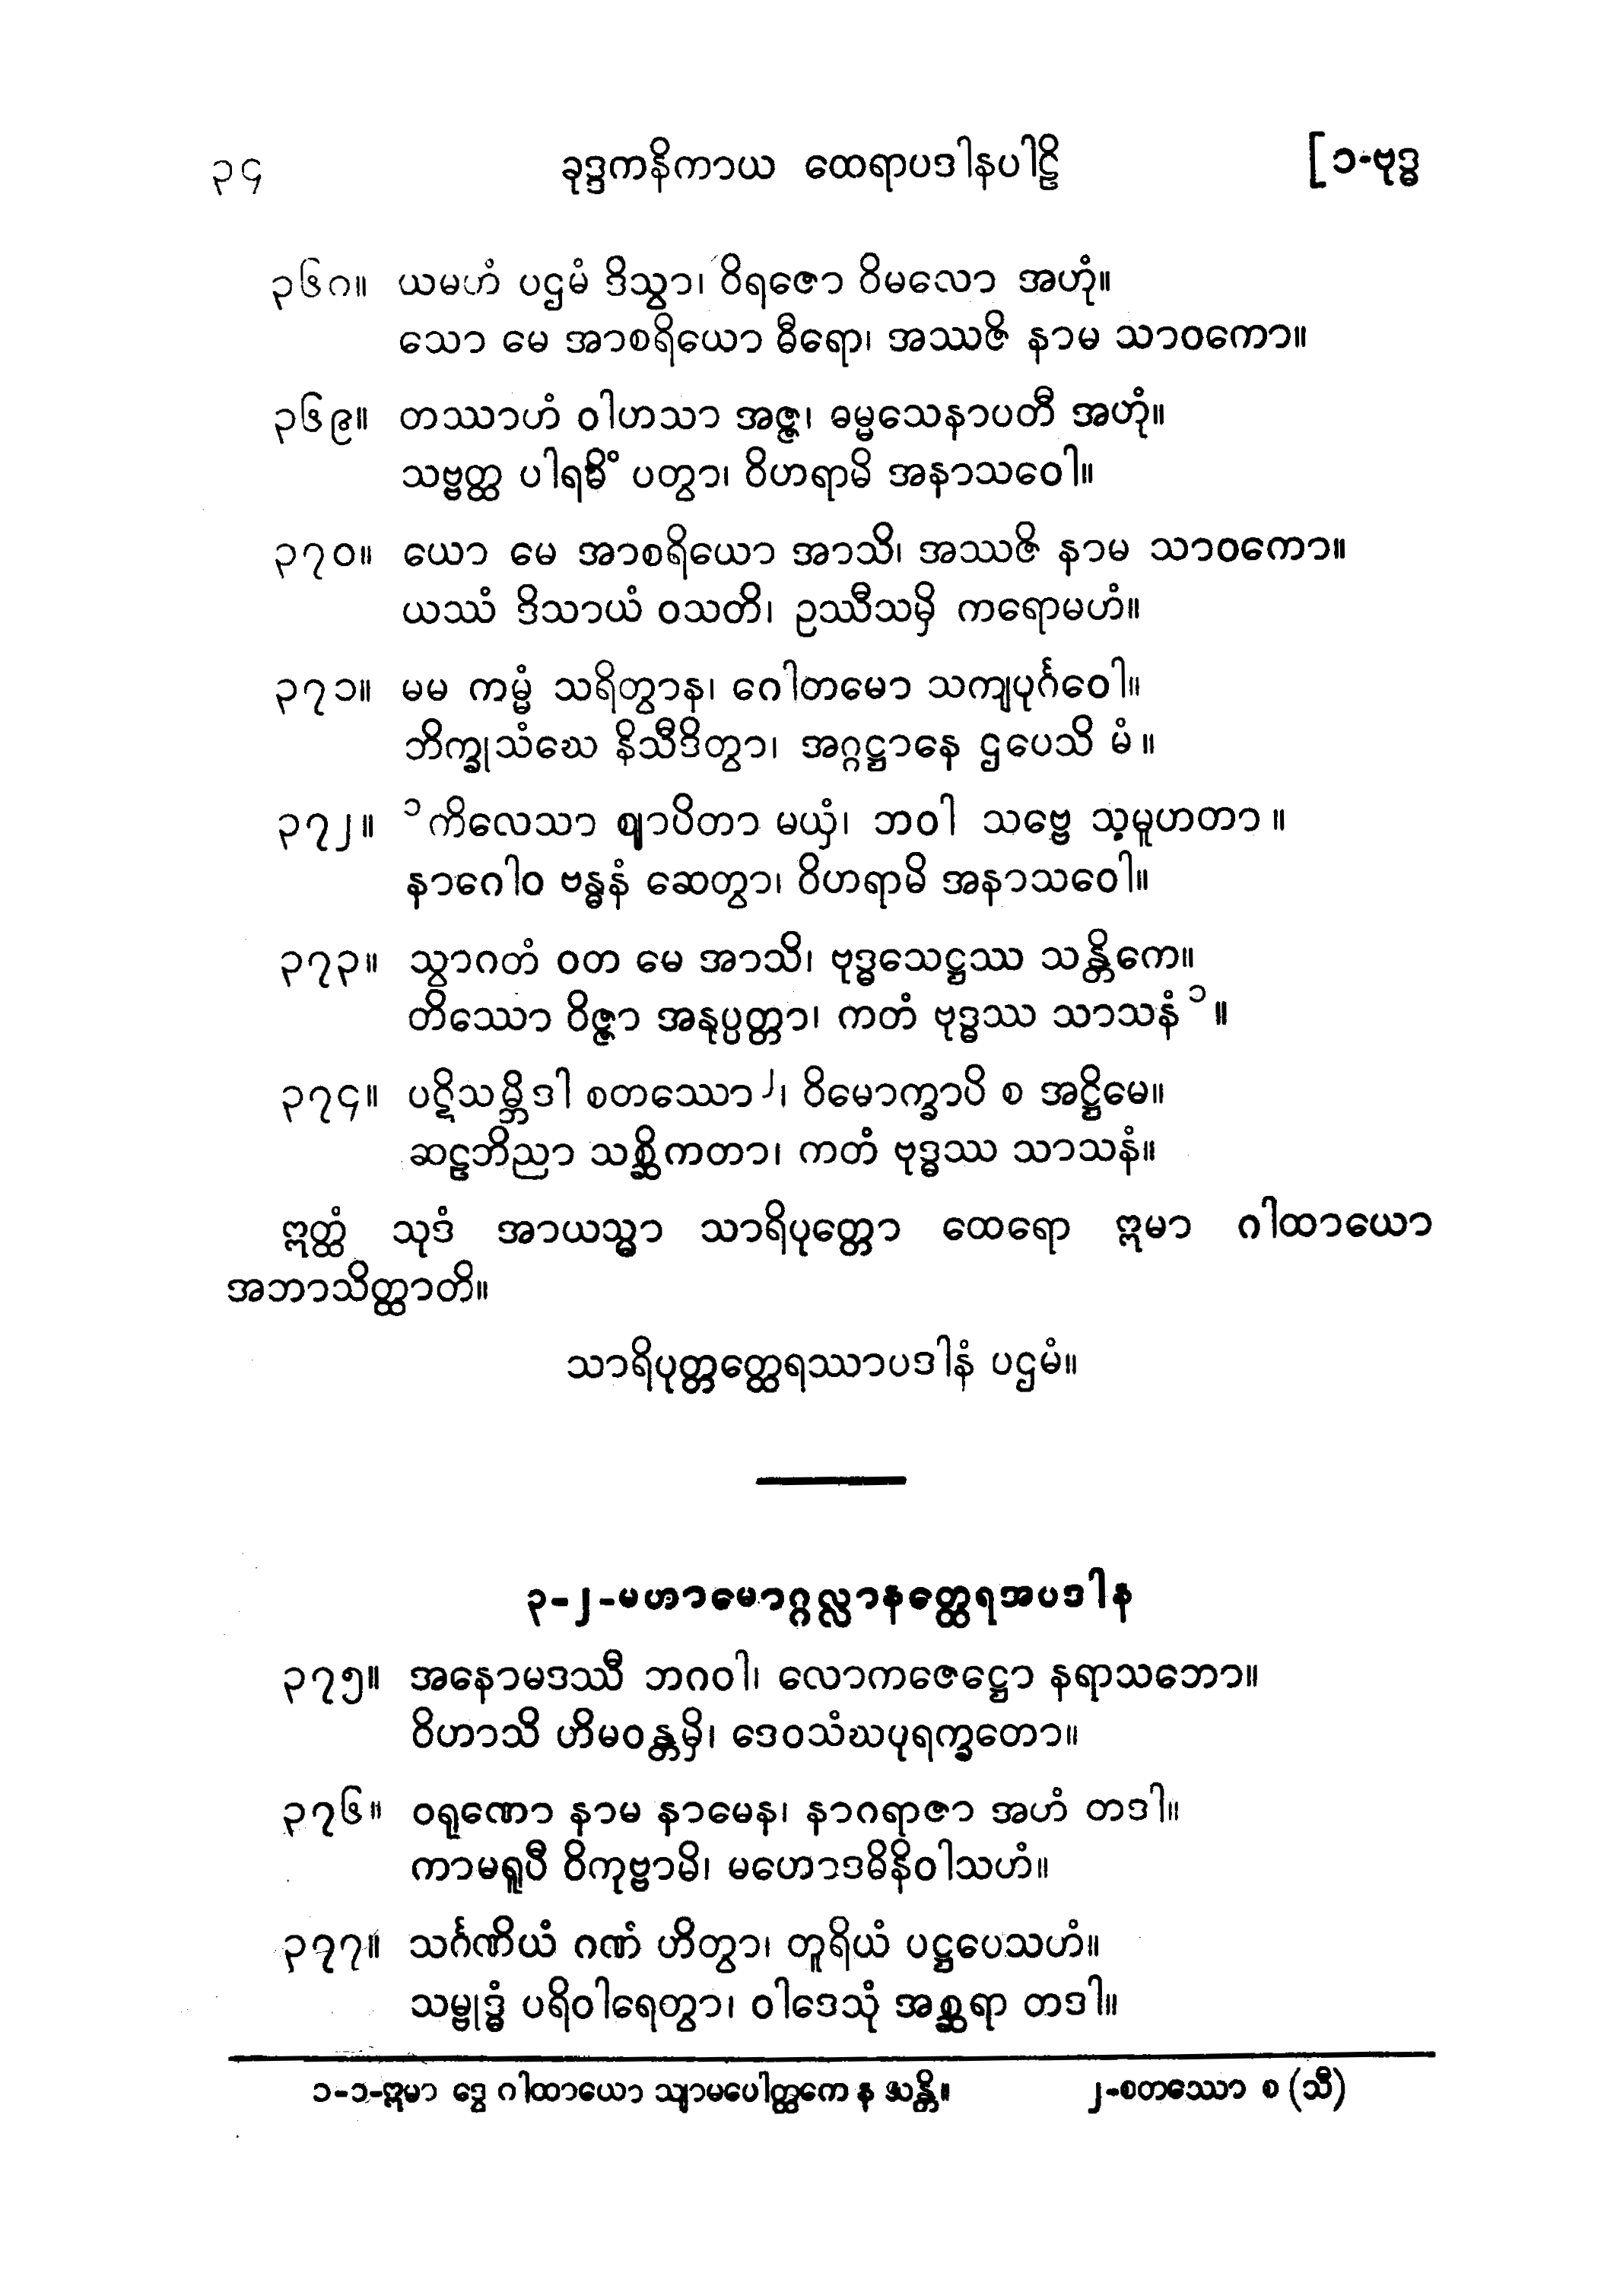 ၃၄ ခုဒ္ဒကနိကာယ ထေရာပဒါနပါဠိ [၁-ဗုဒ္ဓ
၃၆၈။ ယမဟံ ပဌမံ ဒိသွာ၊ ဝိရဇော ဝိမလော အဟုံ။
သော မေ အာစရိယော ဓီရော၊ အဿဇိ နာမ သာဝကော။
၃၆၉။ တဿာဟံ ဝါဟသာ အဇ္ဇ၊ ဓမ္မသေနာပတီ အဟုံ။
သဗ္ဗတ္ထ ပါရမိံ ပတွာ၊ ဝိဟရာမိ အနာသဝေါ။
၃၇၀။ ယော မေ အာစရိယော အာသိ၊ အဿဇိ နာမ သာဝကော။
ယဿံ ဒိသာယံ ဝသတိ၊ ဥဿီသမှိ ကရောမဟံ။
၃၇၁။ မမ ကမ္မံ သရိတွာန၊ ဂေါတမော သကျပုင်္ဂဝေါ။
ဘိက္ခုသံဃေ နိသီဒိတွာ၊ အဂ္ဂဋ္ဌာနေ ဌပေသိ မံ။
၃၇၂။ ၁ကိလေသာ ဈာပိတာ မယှံ၊ ဘဝါ သဗ္ဗေ သမူဟတာ။
နာဂေါဝ ဗန္ဓနံ ဆေတွာ၊ ဝိဟရာမိ အနာသဝေါ။
၃၇၃။ သွာဂတံ ဝတ မေ အာသိ၊ ဗုဒ္ဓသေဋ္ဌဿ သန္တိကေ။
တိဿော ဝိဇ္ဇာ အနုပ္ပတ္တာ၊ ကတံ ဗုဒ္ဓဿ သာသနံ၁။
၃၇၄။ ပဋိသမ္ဘိဒါ စတဿော၂၊ ဝိမောက္ခာပိ စ အဋ္ဌိမေ။
ဆဠဘိညာ သစ္ဆိကတာ၊ ကတံ ဗုဒ္ဓဿ သာသနံ။
ဣတ္ထံ သုဒံ အာယသ္မာ သာရိပုတ္တော ထေရော ဣမာ ဂါထာယော
အဘာသိတ္ထာတိ။
သာရိပုတ္တတ္ထေရဿာပဒါနံ ပဌမံ။
၃-၂-မဟာမောဂ္ဂလ္လာနတ္ထေရအပဒါန
၃၇၅။ အနောမဒဿီ ဘဂဝါ၊ လောကဇေဋ္ဌော နရာသဘော။
ဝိဟာသိ ဟိမဝန္တမှိ၊ ဒေဝသံဃပုရက္ခတော။
၃၇၆။ ဝရုဏော နာမ နာမေန၊ နာဂရာဇာ အဟံ တဒါ။
ကာမရူပီ ဝိကုဗ္ဗာမိ၊ မဟောဒဓိနိဝါသဟံ။
၃၇၇။ သင်္ဂဏိယံ ဂဏံ ဟိတွာ၊ တူရိယံ ပဋ္ဌပေသဟံ။
သမ္ဗုဒ္ဓံ ပရိဝါရေတွာ၊ ဝါဒေသုံ အစ္ဆရာ တဒါ။
၁-၁-ဣမာ ဒွေ ဂါထာယော သျာမပေါတ္ထကေ န သန္တိ။ ၂-စတဿော စ (သီ)